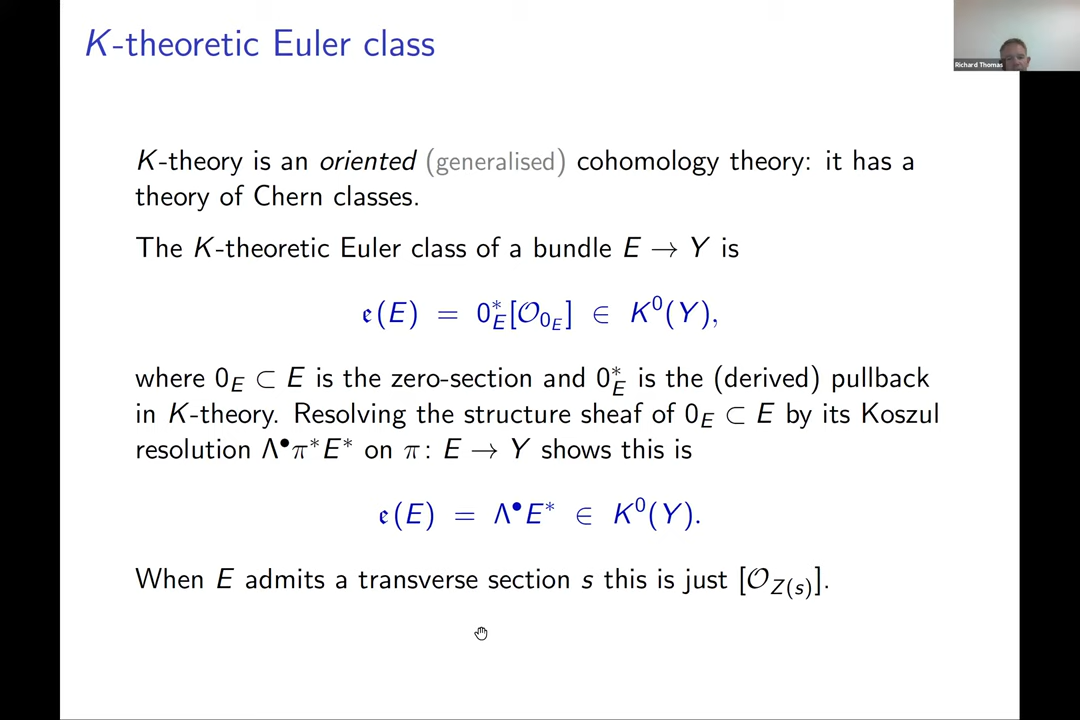 K-theoretic Euler class
Richard Thomas
K-theory is an oriented (generalised) cohomology theory: it has a
theory of Chern classes.
The K-theoretic Euler class of a bundle E → Y is
𝔢(E) = 0*_E[𝒪_{0_E}] ∈ K⁰(Y),
where 0_E ⊂ E is the zero-section and 0*_E is the (derived) pullback
in K-theory. Resolving the structure sheaf of 0_E ⊂ E by its Koszul
resolution Λ•π*E* on π: E → Y shows this is
𝔢(E) = Λ•E* ∈ K⁰(Y).
When E admits a transverse section s this is just [𝒪_{Z(s)}].